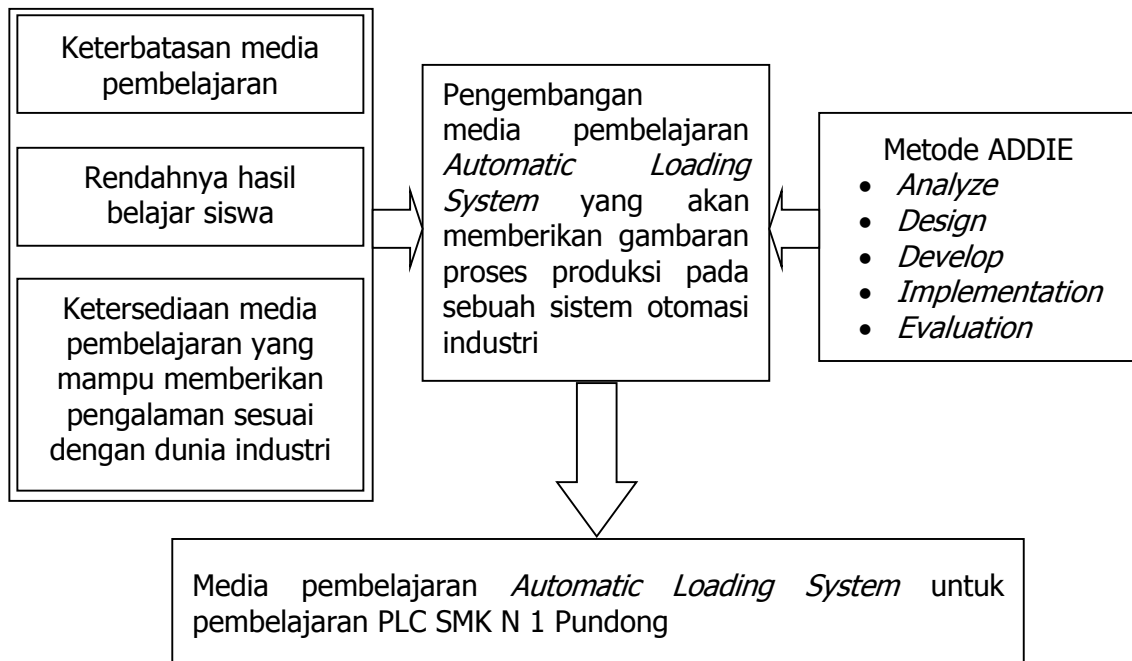 Keterbatasan media
pembelajaran
Rendahnya hasil
belajar siswa
Ketersediaan media
pembelajaran yang
mampu memberikan
pengalaman sesuai
dengan dunia industri
Pengembangan
media pembelajaran
Automatic Loading
System yang akan
memberikan gambaran
proses produksi pada
sebuah sistem otomasi
industri
Metode ADDIE
• Analyze
• Design
• Develop
• Implementation
• Evaluation
Media pembelajaran Automatic Loading System untuk
pembelajaran PLC SMK N 1 Pundong